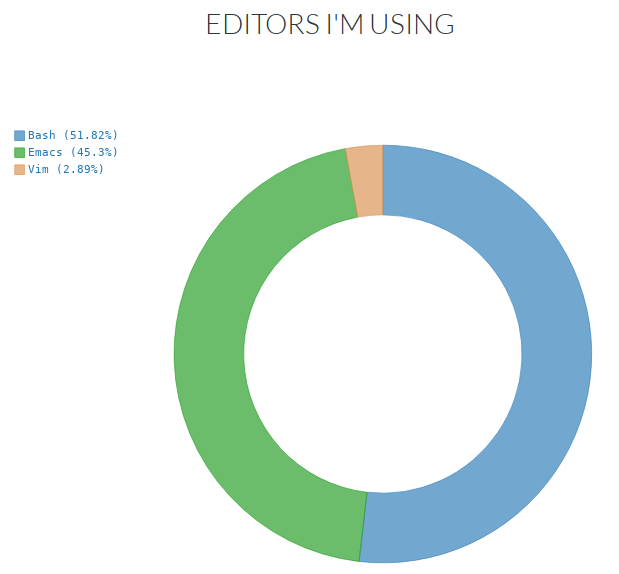 EDITORS I'M USING
Bash (51.82%)
Emacs (45.3%)
Vim (2.89%)